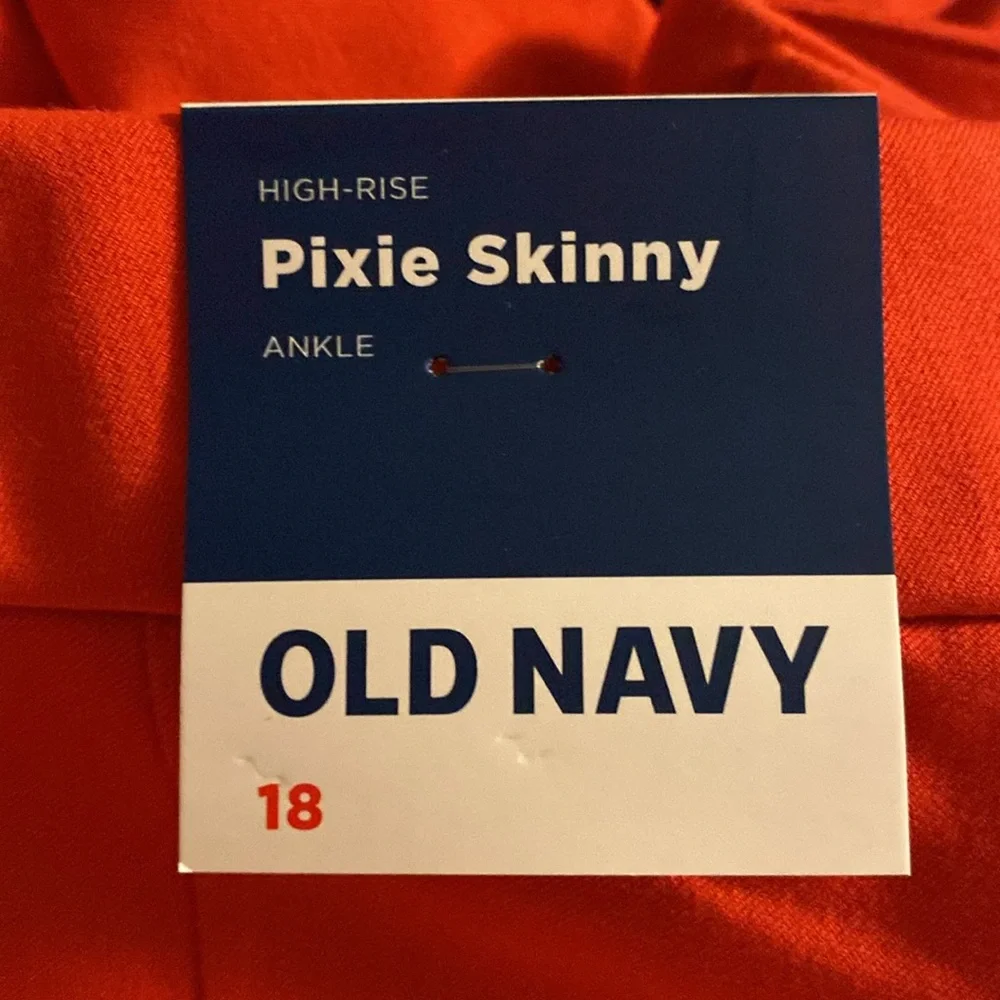 HIGH-RISE
Pixie Skinny
ANKLE
OLD NAVY
18